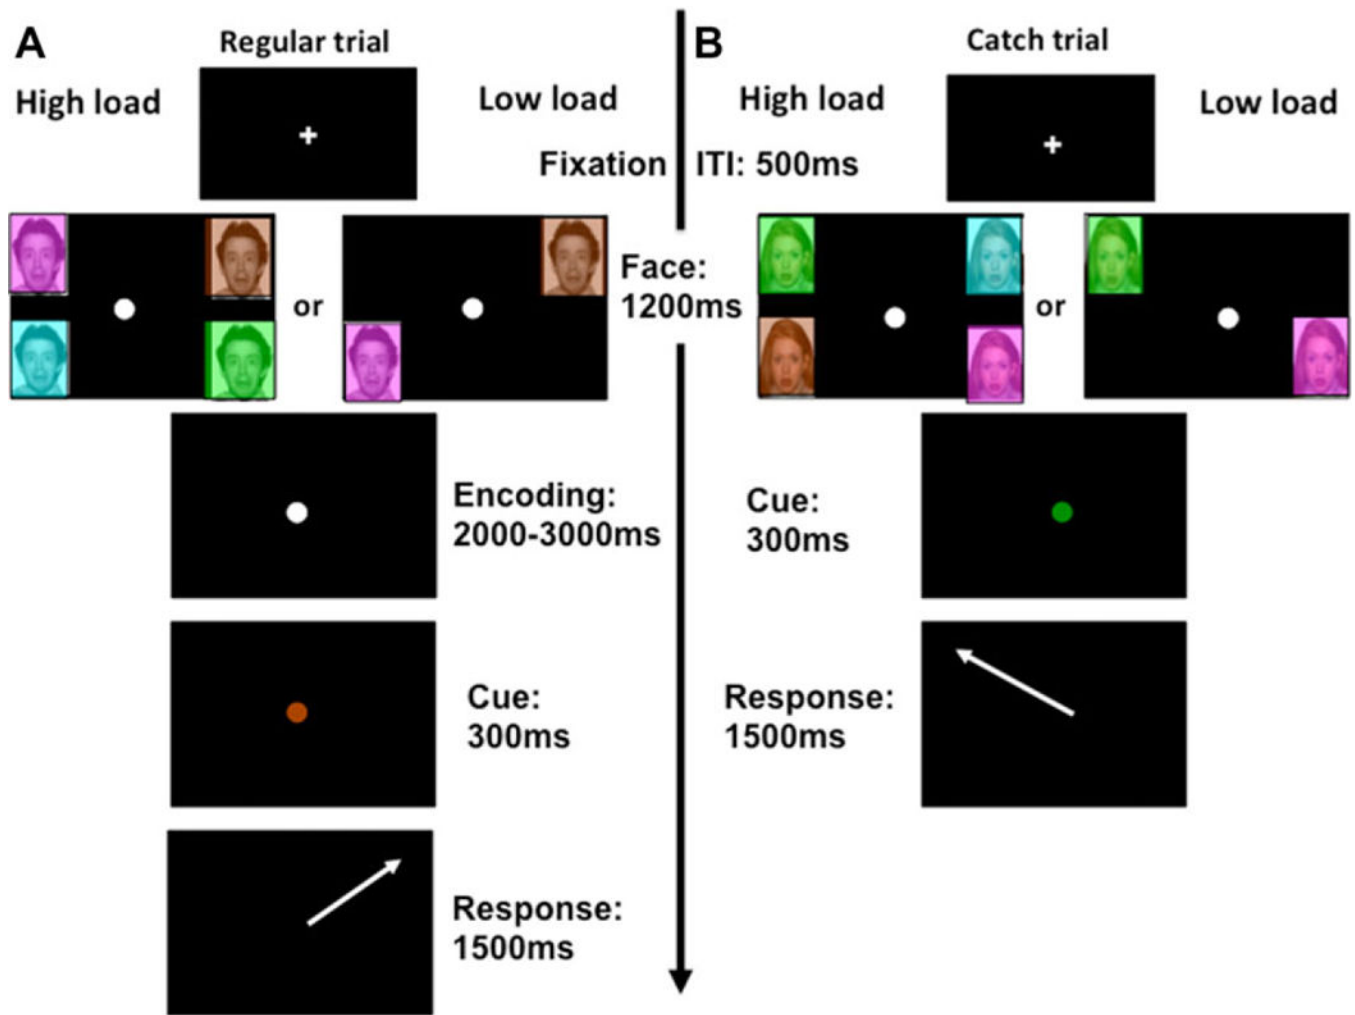 A
Regular trial
High load
Low load
Fixation
or
Face:
1200ms
Encoding:
2000-3000ms
Cue:
300ms
Response:
1500ms
B
Catch trial
High load
Low load
ITI: 500ms
or
Cue:
300ms
Response:
1500ms